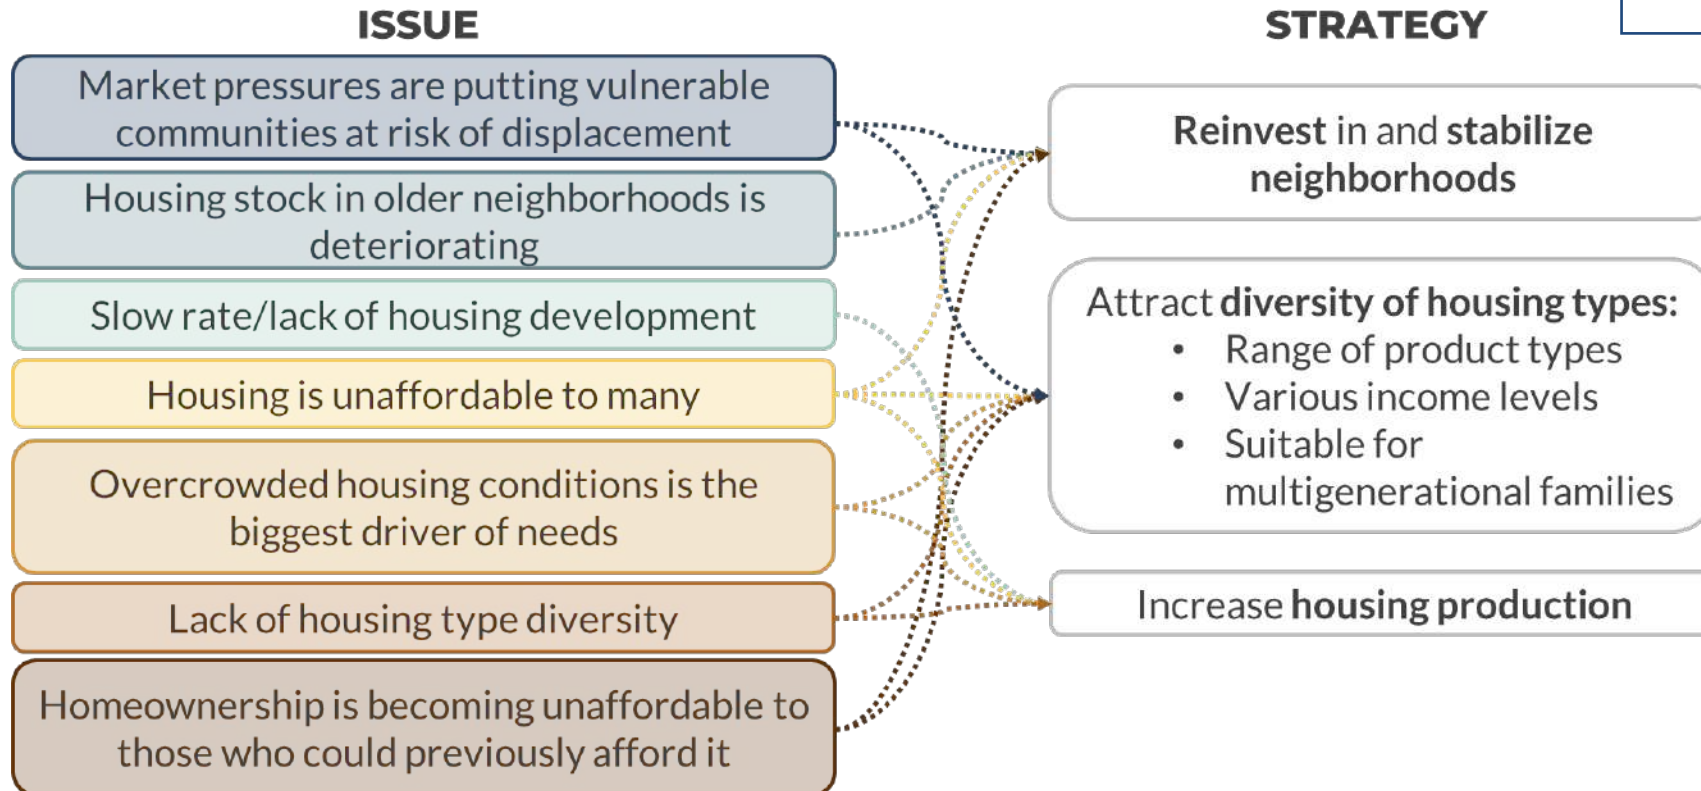 ISSUE
Market pressures are putting vulnerable
communities at risk of displacement
Housing stock in older neighborhoods is
deteriorating
Slow rate/lack of housing development
Housing is unaffordable to many
Overcrowded housing conditions is the
biggest driver of needs
Lack of housing type diversity
Homeownership is becoming unaffordable to
those who could previously afford it
STRATEGY
Reinvest in and stabilize
neighborhoods
Attract diversity of housing types:
• Range of product types
• Various income levels
• Suitable for
multigenerational families
Increase housing production